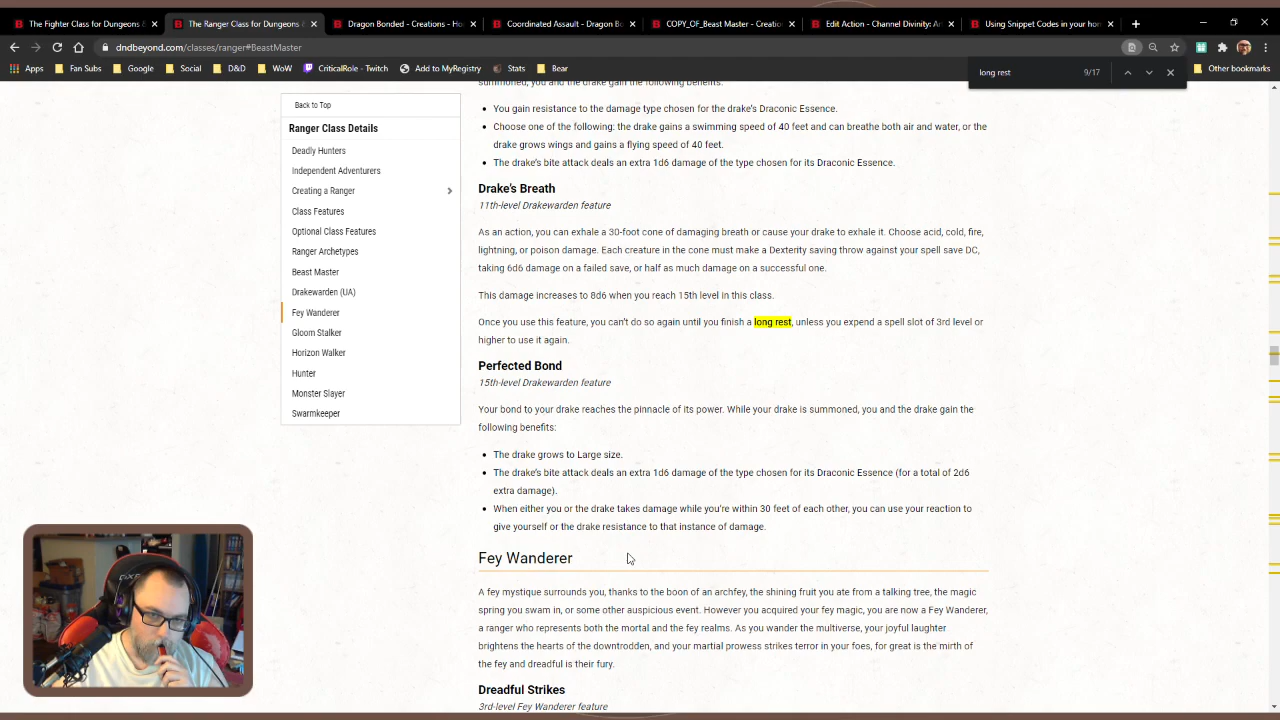 The Fighter Class for Dungeons &
The Ranger Class for Dungeons &
Dragon Bonded - Creations - Ho
Coordinated Assault - Dragon Bo
COPY_OF_Beast Master - Creatio
Edit Action - Channel Divinity: Ar
Using Snippet Codes in your hon
dndbeyond.com/classes/ranger#BeastMaster
Apps
Fan Subs
Google
Social
D&D
WoW
CriticalRole - Twitch
Add to MyRegistry
Stats
Bear
Other bookmarks
long rest
9/17
Back to Top
Ranger Class Details
Deadly Hunters
Independent Adventurers
Creating a Ranger
Class Features
Optional Class Features
Ranger Archetypes
Beast Master
Drakewarden (UA)
Fey Wanderer
Gloom Stalker
Horizon Walker
Hunter
Monster Slayer
Swarmkeeper
summoned, you and the drake gain the following benefits:
You gain resistance to the damage type chosen for the drake's Draconic Essence.
Choose one of the following: the drake gains a swimming speed of 40 feet and can breathe both air and water, or the
drake grows wings and gains a flying speed of 40 feet.
The drake's bite attack deals an extra 1d6 damage of the type chosen for its Draconic Essence.
Drake's Breath
11th-level Drakewarden feature
As an action, you can exhale a 30-foot cone of damaging breath or cause your drake to exhale it. Choose acid, cold, fire,
lightning, or poison damage. Each creature in the cone must make a Dexterity saving throw against your spell save DC,
taking 6d6 damage on a failed save, or half as much damage on a successful one.
This damage increases to 8d6 when you reach 15th level in this class.
Once you use this feature, you can't do so again until you finish a long rest, unless you expend a spell slot of 3rd level or
higher to use it again.
Perfected Bond
15th-level Drakewarden feature
Your bond to your drake reaches the pinnacle of its power. While your drake is summoned, you and the drake gain the
following benefits:
The drake grows to Large size.
The drake's bite attack deals an extra 1d6 damage of the type chosen for its Draconic Essence (for a total of 2d6
extra damage).
When either you or the drake takes damage while you're within 30 feet of each other, you can use your reaction to
give yourself or the drake resistance to that instance of damage.
Fey Wanderer
A fey mystique surrounds you, thanks to the boon of an archfey, the shining fruit you ate from a talking tree, the magic
spring you swam in, or some other auspicious event. However you acquired your fey magic, you are now a Fey Wanderer,
a ranger who represents both the mortal and the fey realms. As you wander the multiverse, your joyful laughter
brightens the hearts of the downtrodden, and your martial prowess strikes terror in your foes, for great is the mirth of
the fey and dreadful is their fury.
Dreadful Strikes
3rd-level Fey Wanderer feature